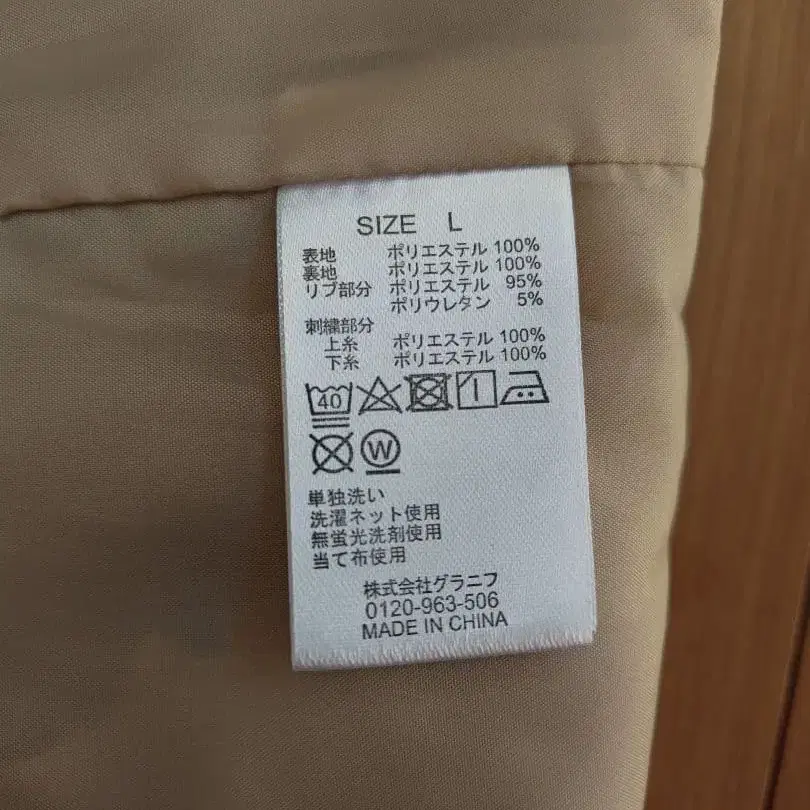 SIZE L
表地 ポリエステル 100%
裏地 ポリエステル 100%
リブ部分 ポリエステル 95%
ポリウレタン 5%
刺繍部分
上糸 ポリエステル 100%
下糸 ポリエステル 100%
40
W
単独洗い
洗濯ネット使用
無蛍光洗剤使用
当て布使用
株式会社グラニフ
0120-963-506
MADE IN CHINA